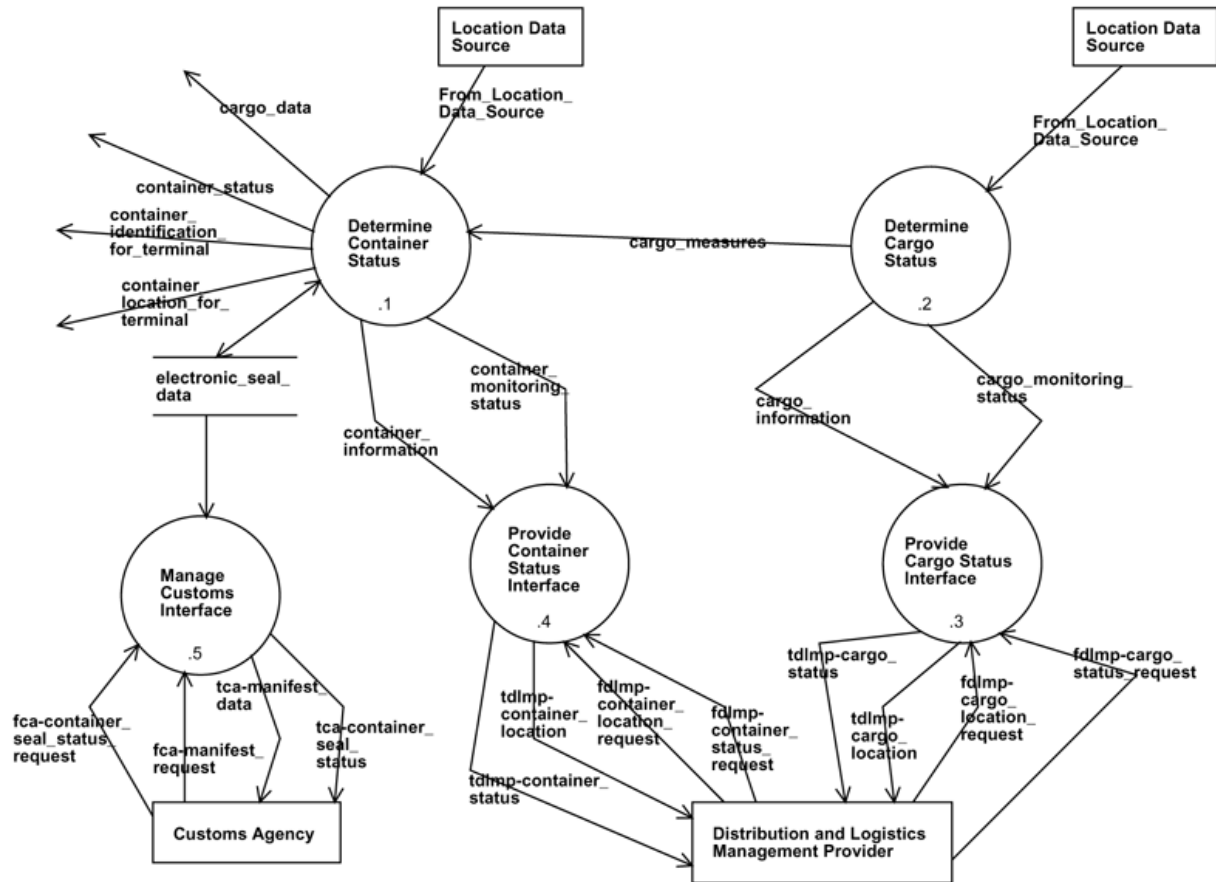 Location Data
Source
Location Data
Source
From_Location_
Data_Source
From_Location_
Data_Source
cargo_data
container_status
container_
identification_
for_terminal
container
location_for_
terminal
Determine
Container
Status
.1
cargo_measures
Determine
Cargo
Status
.2
electronic_seal_
data
container_
monitoring_
status
container_
information
cargo_monitoring_
status
cargo_
information
Manage
Customs
Interface
.5
Provide
Container
Status
Interface
.4
Provide
Cargo Status
Interface
.3
fca-container_
seal_status_
request
fca-manifest_
request
tca-manifest_
data
tca-container_
seal_
status
tdlmp-container_
status
tdlmp-
container_
location
fdlmp-
container_
location_
request
fdlmp-
container_
status_
request
tdlmp-cargo_
status
tdlmp-
cargo_
location
fdlmp-
cargo_
location_
request
fdlmp-cargo_
status_request
Customs Agency
Distribution and Logistics
Management Provider